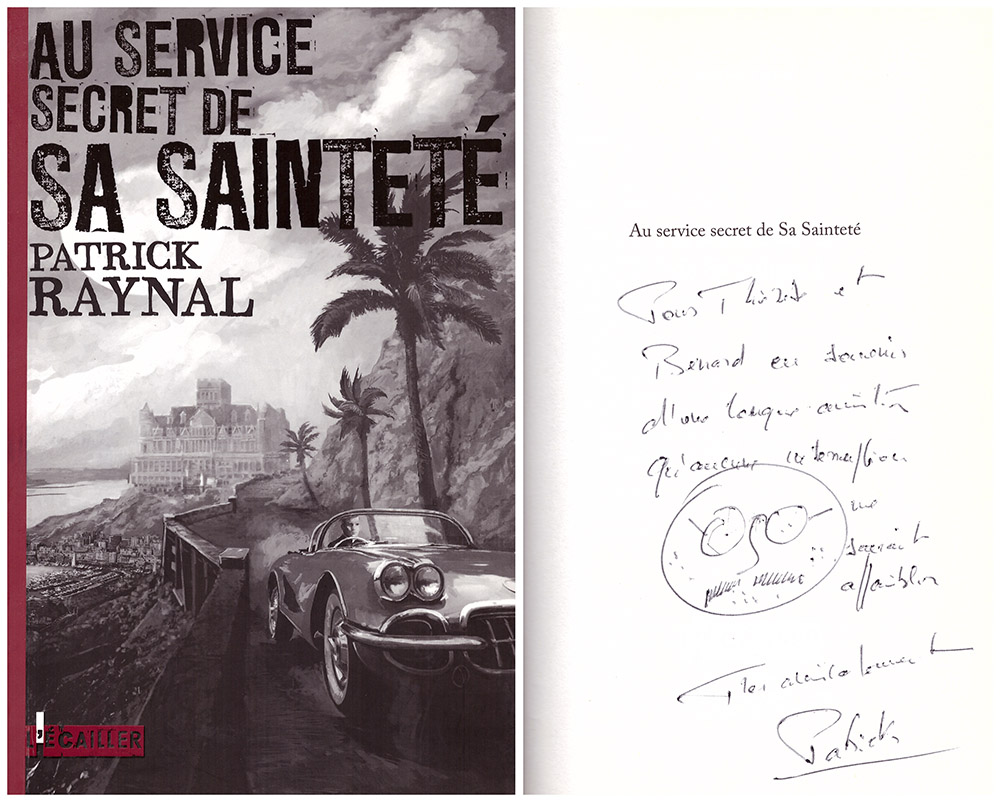 AU SERVICE
SECRET DE
SA SAINTETÉ
PATRICK
RAYNAL
L'ÉCAILLER
Au service secret de Sa Sainteté
Pour et
Bernard en souvenir
d'une longue amitié
qu'aucune interruption
ne
saurait
affaiblir
Très amicalement
Patrick